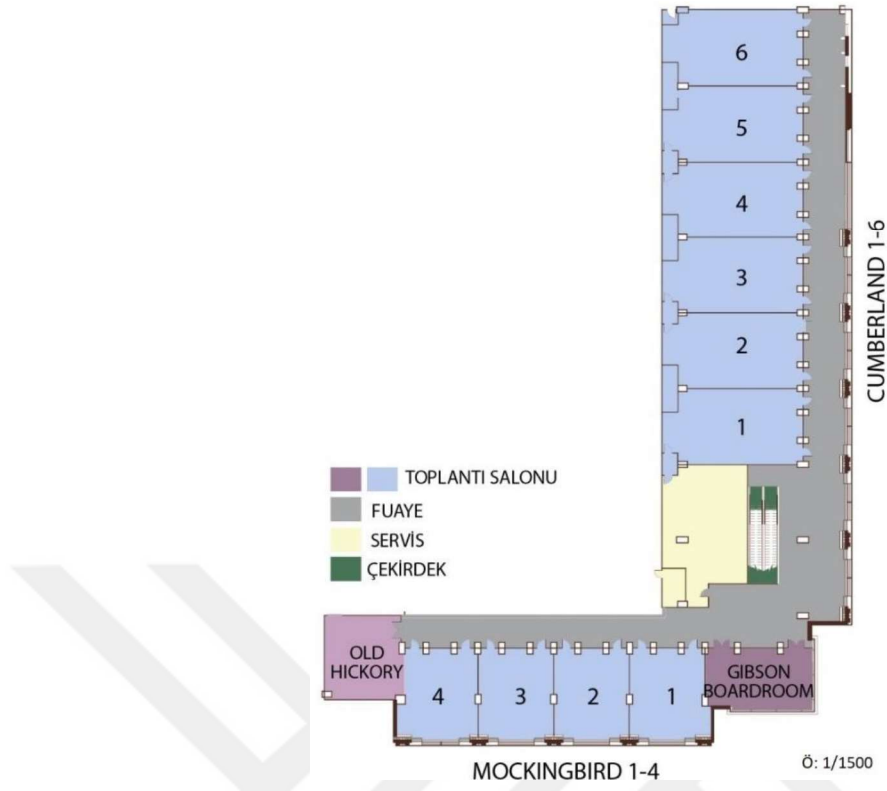 6
5
4
3
2
1
CUMBERLAND 1-6
TOPLANTI SALONU
FUAYE
SERVİS
ÇEKİRDEK
OLD
HICKORY
4
3
2
1
GIBSON
BOARDROOM
MOCKINGBIRD 1-4
Ö: 1/1500